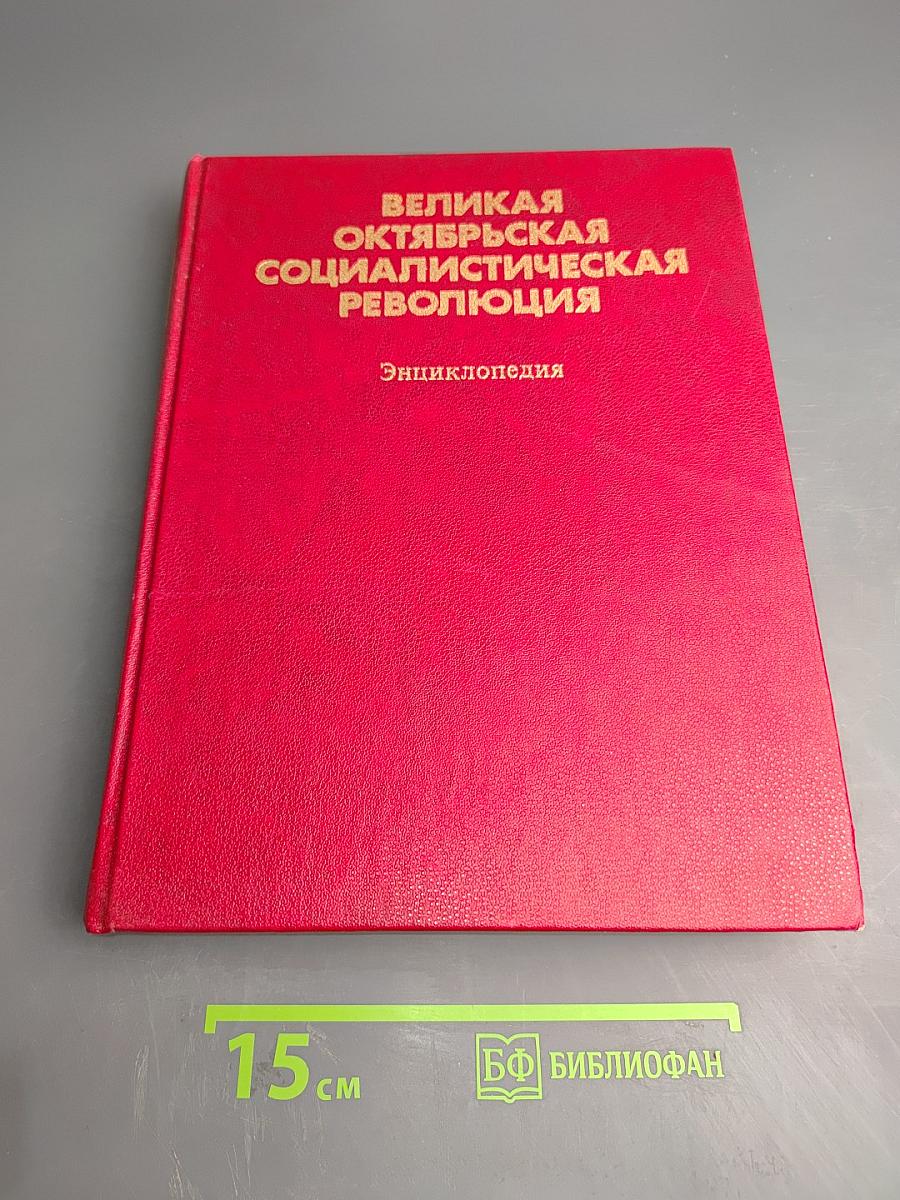 ВЕЛИКАЯ
ОКТЯБРЬСКАЯ
СОЦИАЛИСТИЧЕСКАЯ
РЕВОЛЮЦИЯ
Энциклопедия
15 см
БФ БИБЛИОФАН